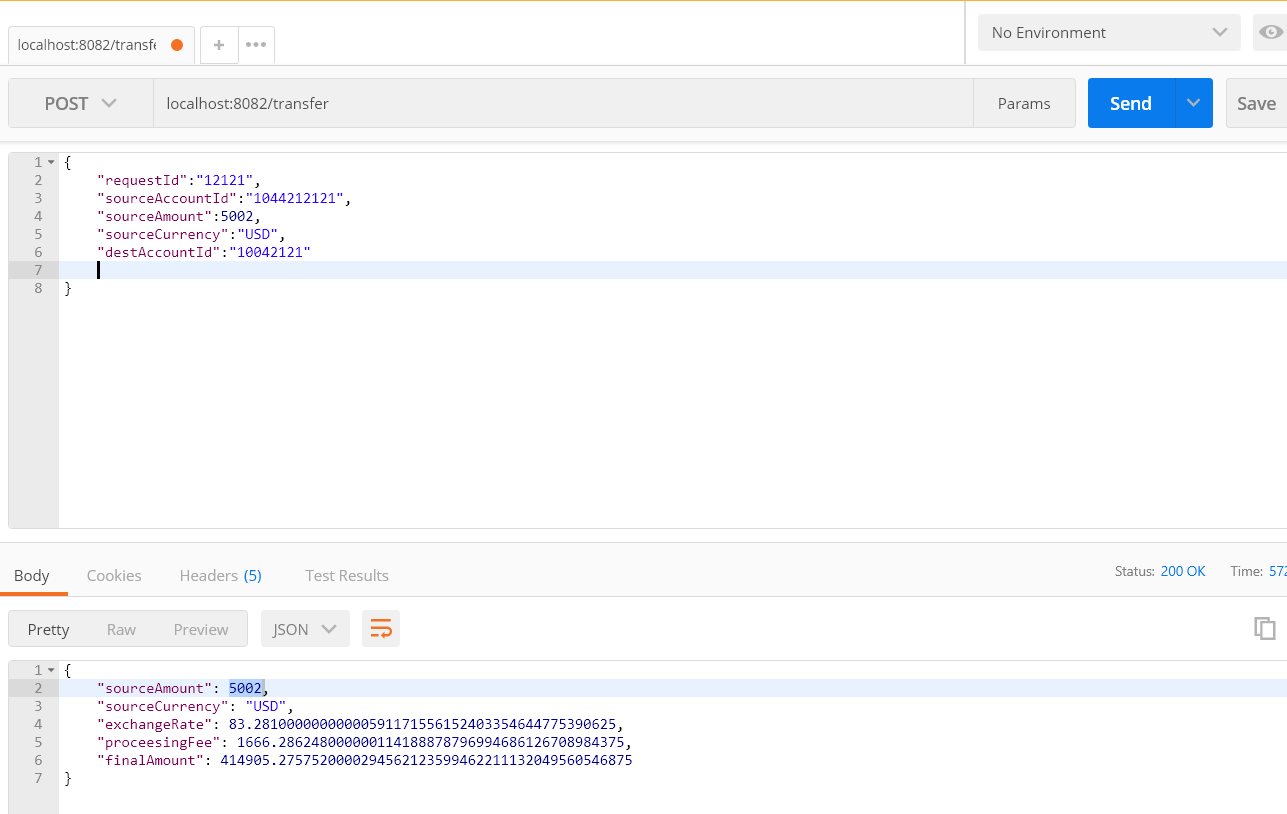 localhost:8082/transfe
+
No Environment
POST
localhost:8082/transfer
Params
Send
Save
1 {
2 "requestId":"12121",
3 "sourceAccountId":"1044212121",
4 "sourceAmount":5002,
5 "sourceCurrency":"USD",
6 "destAccountId":"10042121"
7
8 }
Body Cookies Headers (5) Test Results Status: 200 OK Time: 572
Pretty Raw Preview JSON
1 {
2 "sourceAmount": 5002,
3 "sourceCurrency": "USD",
4 "exchangeRate": 83.28100000000000591171556152403354644775390625,
5 "proceesingFee": 1666.286248000000114188878796994686126708984375,
6 "finalAmount": 414905.275752000029456212359946221113204956054​6875
7 }